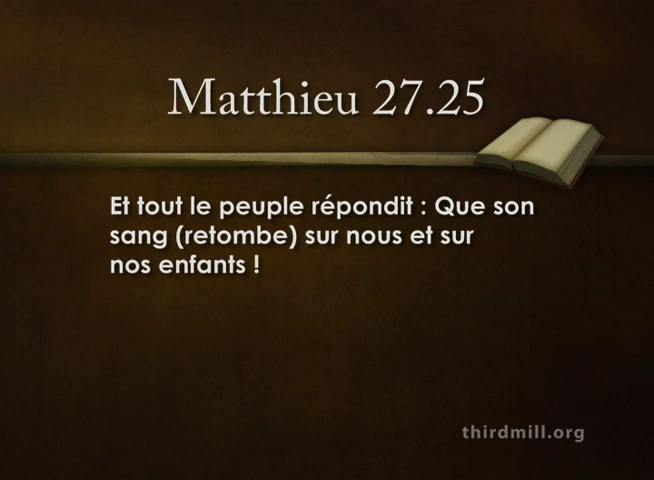 Matthieu 27.25
Et tout le peuple répondit : Que son
sang (retombe) sur nous et sur
nos enfants !
thirdmill.org